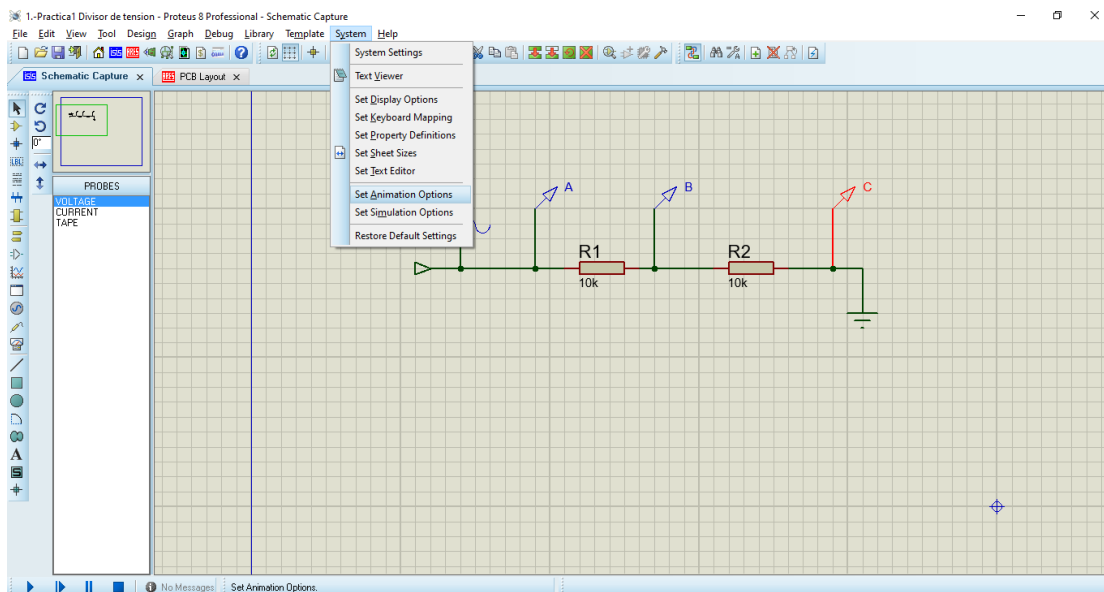 1.-Practica1 Divisor de tension - Proteus 8 Professional - Schematic Capture
File Edit View Tool Design Graph Debug Library Template System Help
Schematic Capture
PCB Layout
System Settings
Text Viewer
Set Display Options
Set Keyboard Mapping
Set Property Definitions
Set Sheet Sizes
Set Text Editor
Set Animation Options
Set Simulation Options
Restore Default Settings
0°
PROBES
VOLTAGE
CURRENT
TAPE
A
B
C
R1
10k
R2
10k
No Messages
Set Animation Options.